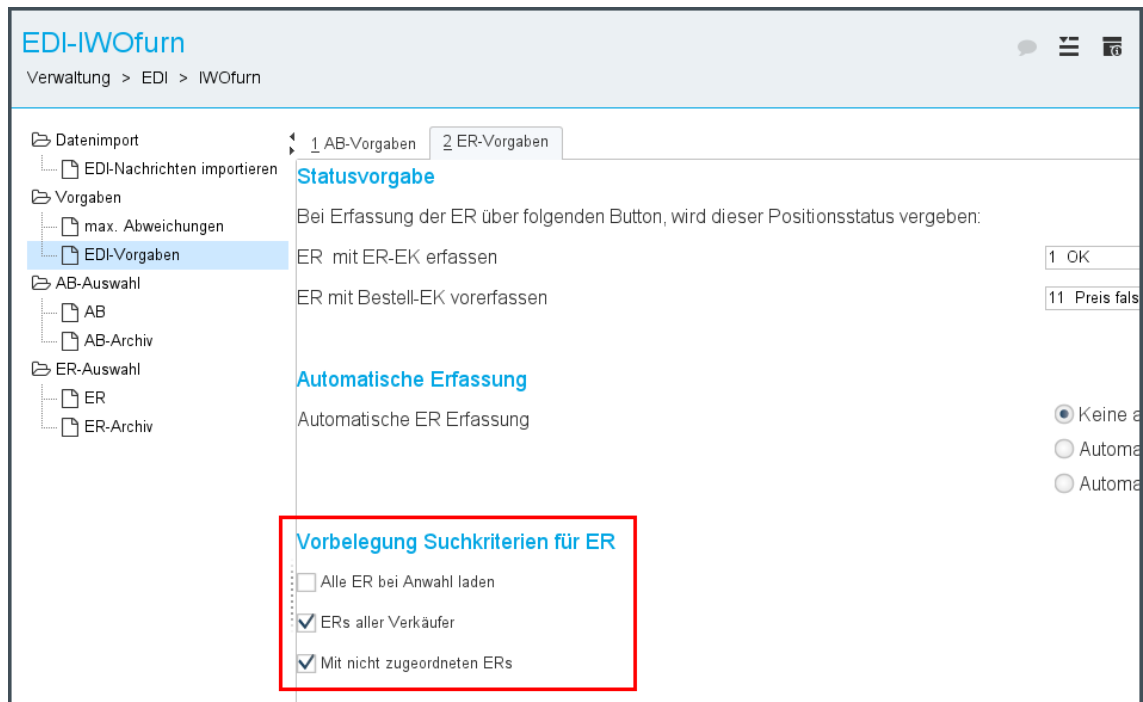 EDI-IWOfurn
Verwaltung > EDI > IWOfurn
Datenimport
EDI-Nachrichten importieren
Vorgaben
max. Abweichungen
EDI-Vorgaben
AB-Auswahl
AB
AB-Archiv
ER-Auswahl
ER
ER-Archiv
1 AB-Vorgaben
2 ER-Vorgaben
Statusvorgabe
Bei Erfassung der ER über folgenden Button, wird dieser Positionsstatus vergeben:
ER mit ER-EK erfassen
1 OK
ER mit Bestell-EK vorerfassen
11 Preis fals
Automatische Erfassung
Automatische ER Erfassung
Keine a
Automa
Automa
Vorbelegung Suchkriterien für ER
Alle ER bei Anwahl laden
ERs aller Verkäufer
Mit nicht zugeordneten ERs